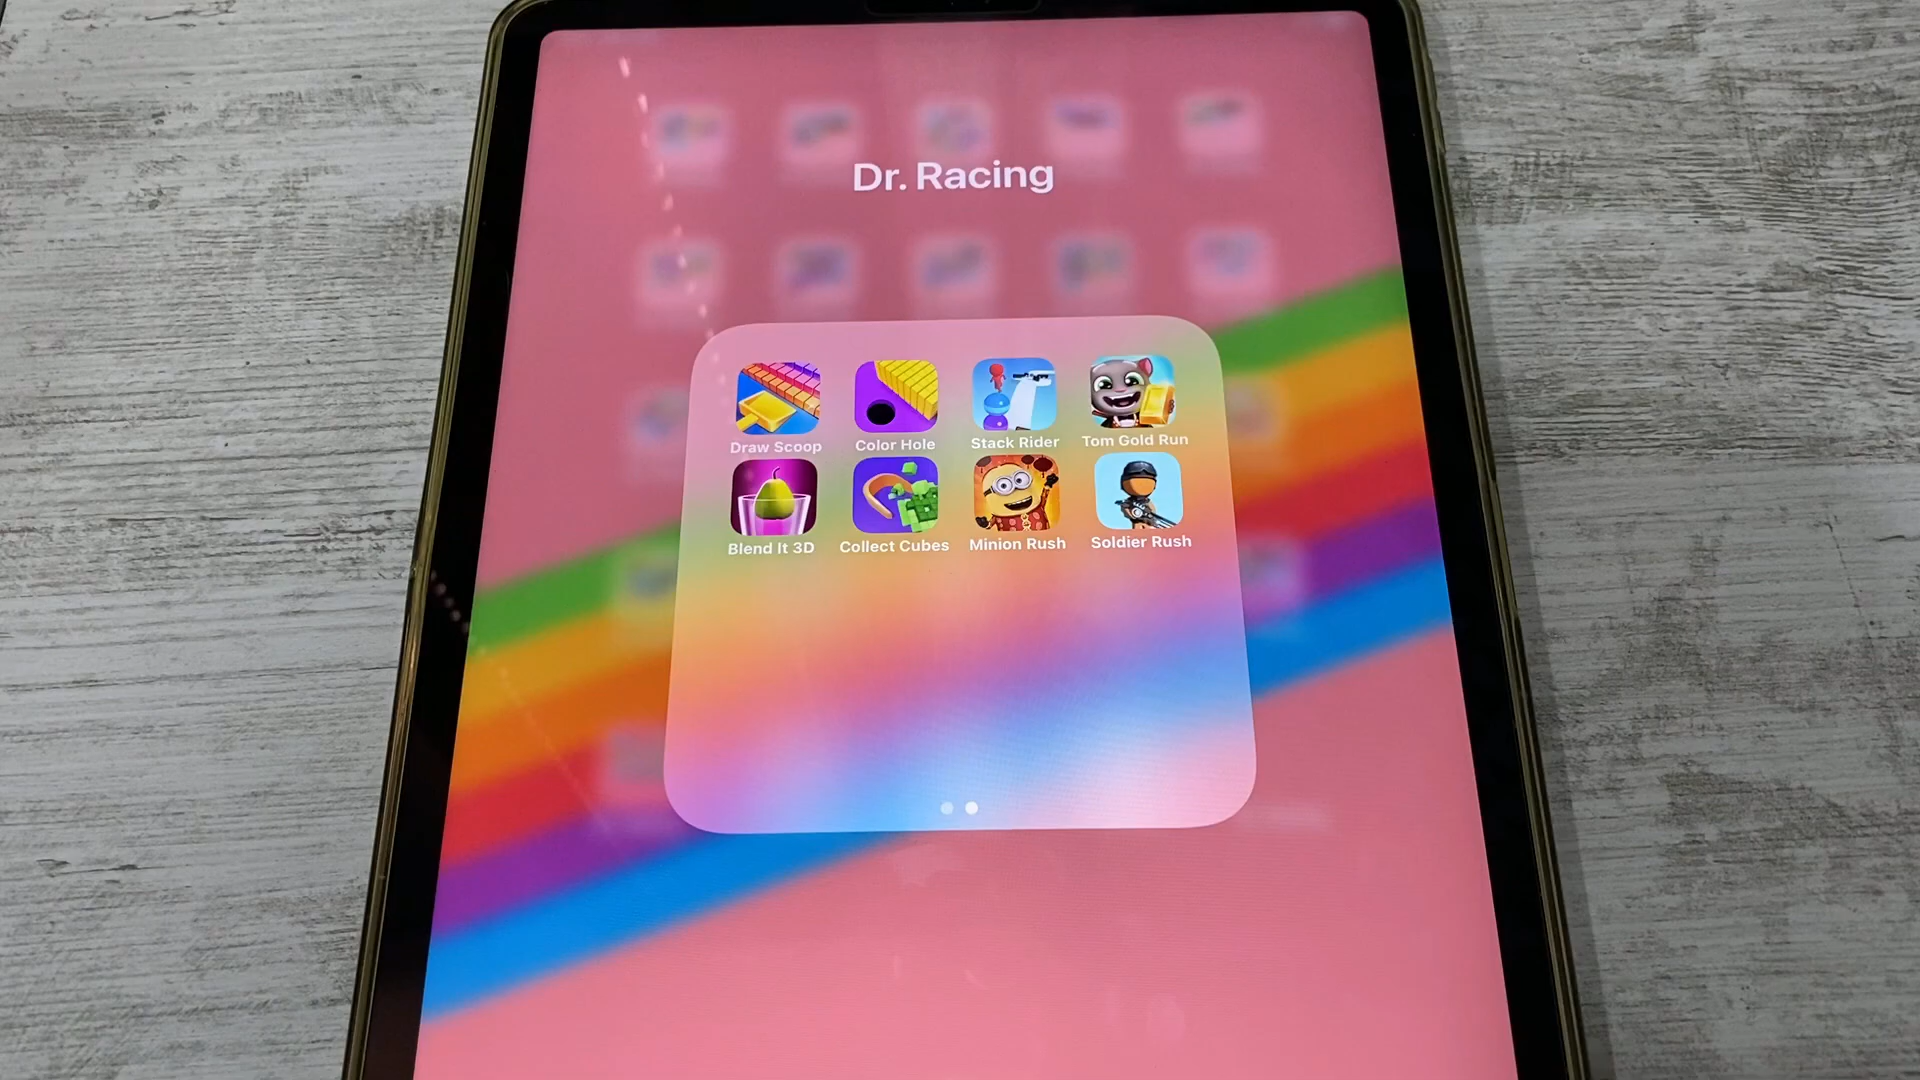 Dr. Racing
Draw Scoop Color Hole Stack Rider Tom Gold Run
Blend It 3D Collect Cubes Minion Rush Soldier Rush